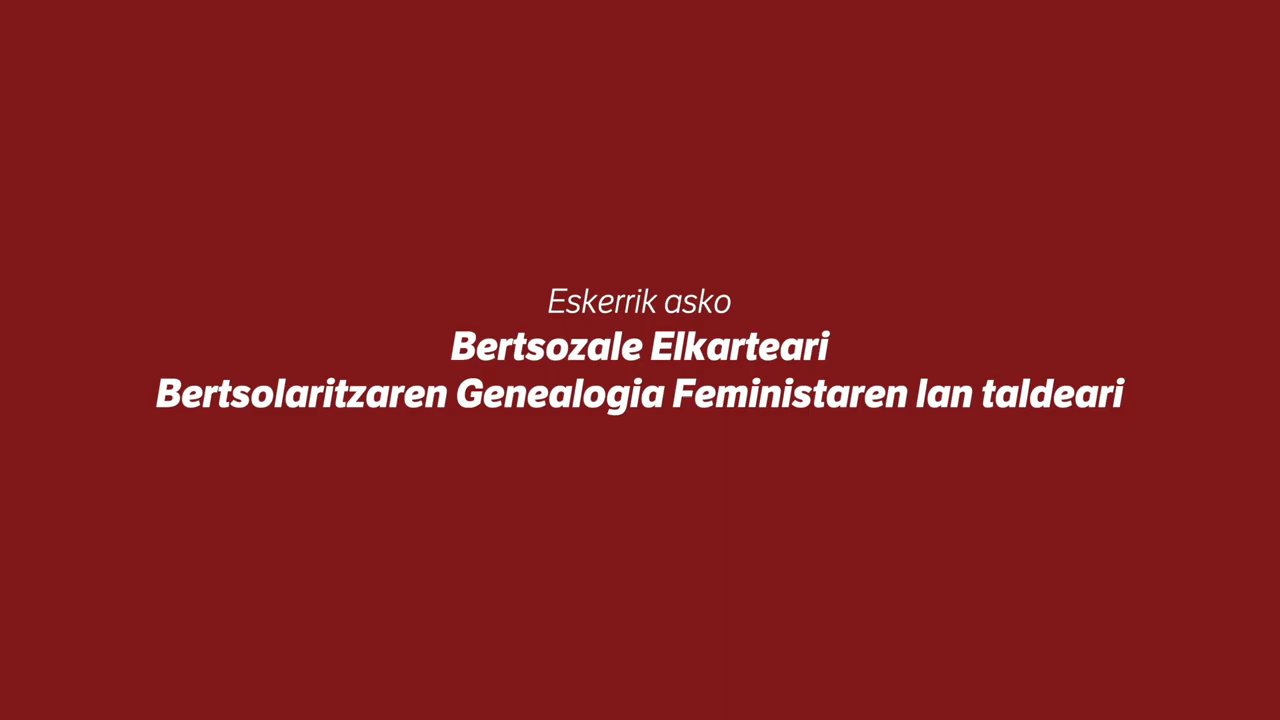 Eskerrik asko
Bertsozale Elkarteari
Bertsolaritzaren Genealogia Feministaren lan taldeari